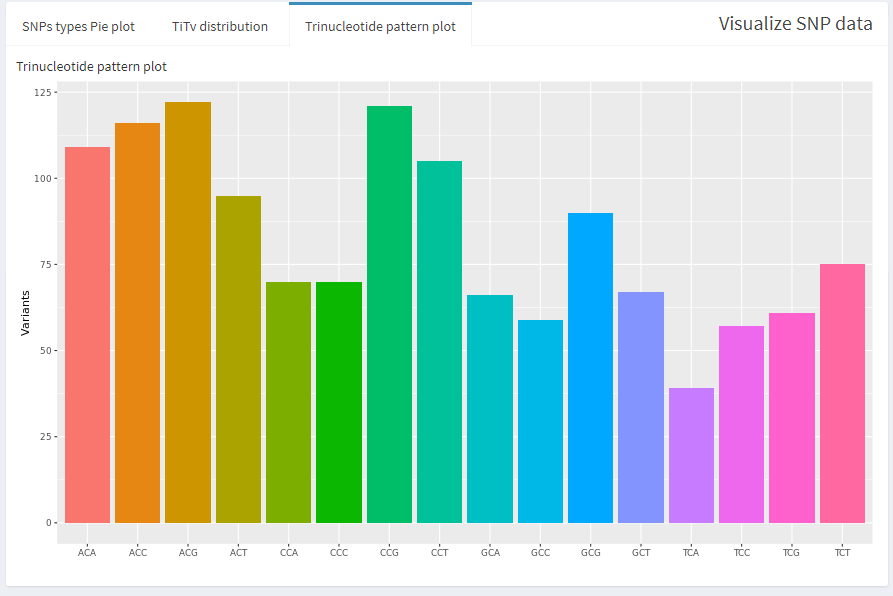 SNPs types Pie plot TiTv distribution Trinucleotide pattern plot Visualize SNP data
Trinucleotide pattern plot
125
100
75
50
25
0
Variants
ACA ACC ACG ACT CCA CCC CCG CCT GCA GCC GCG GCT TCA TCC TCG TCT